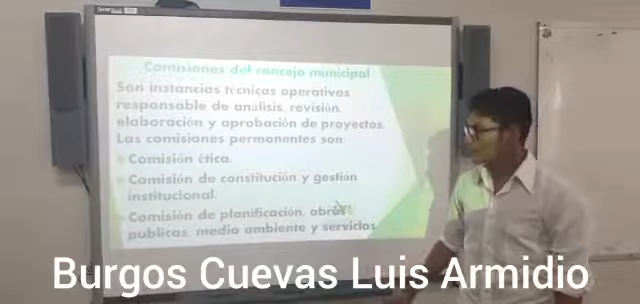 Comisiones del concejo municipal
Son instancias técnicas operativas
responsable de analisis, revisión,
elaboración y aprobación de proyectos.
Las comisiones permanentes son:
Comisión ética.
Comisión de constitución y gestión
institucional.
Comisión de planificación, obras
publicas, medio ambiente y servicios
Burgos Cuevas Luis Armidio